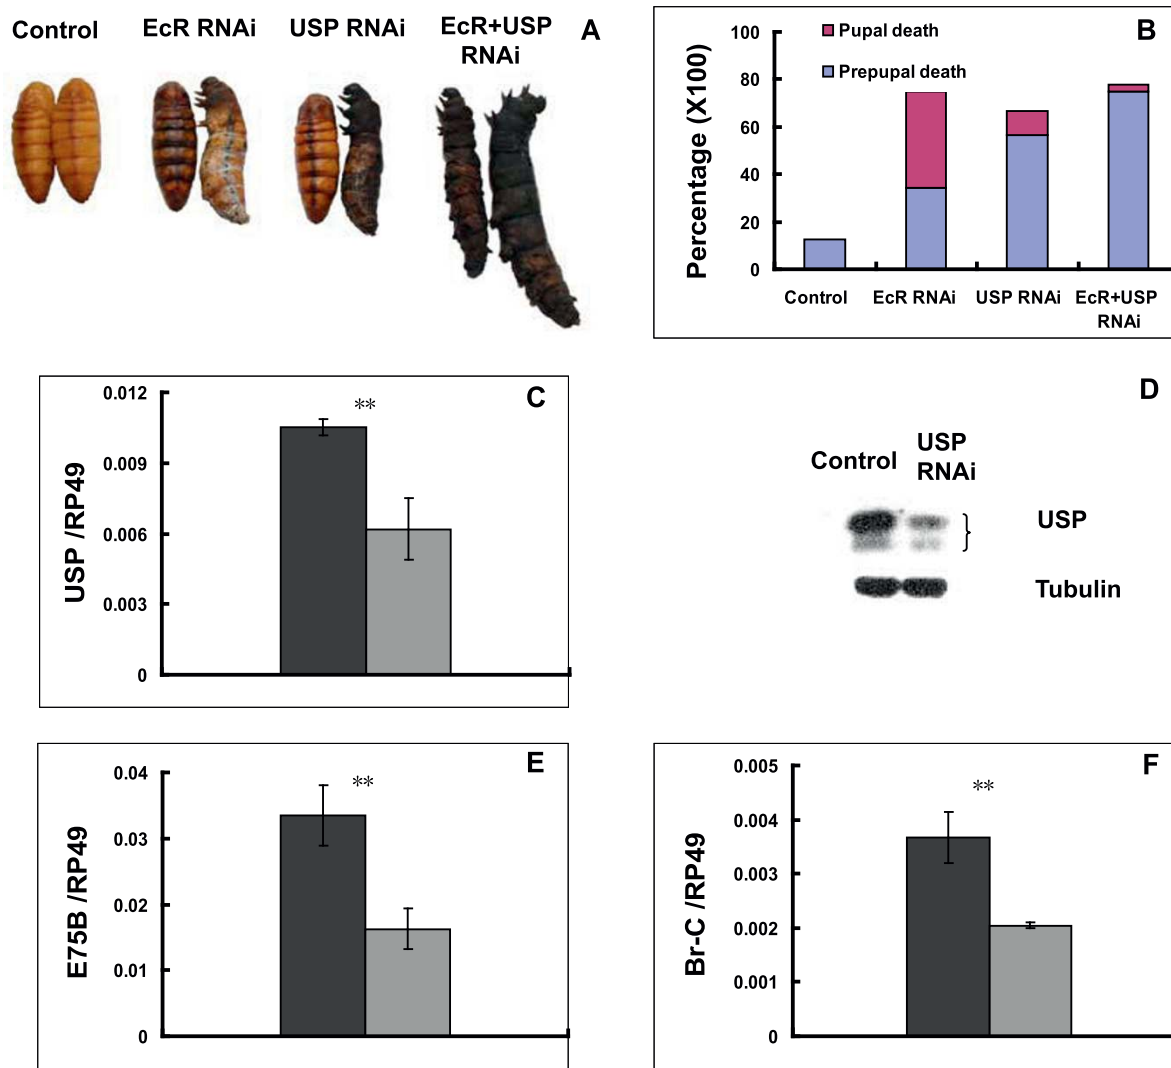 Control
EcR RNAi
USP RNAi
EcR+USP
RNAi
A
B
Pupal death
Prepupal death
Percentage (X100)
100
80
60
40
20
0
Control
EcR RNAi
USP RNAi
EcR+USP
RNAi
C
**
USP /RP49
0.012
0.009
0.006
0.003
0
D
Control
USP
RNAi
USP
Tubulin
E
**
E75B /RP49
0.04
0.03
0.02
0.01
0
F
**
Br-C /RP49
0.005
0.004
0.003
0.002
0.001
0